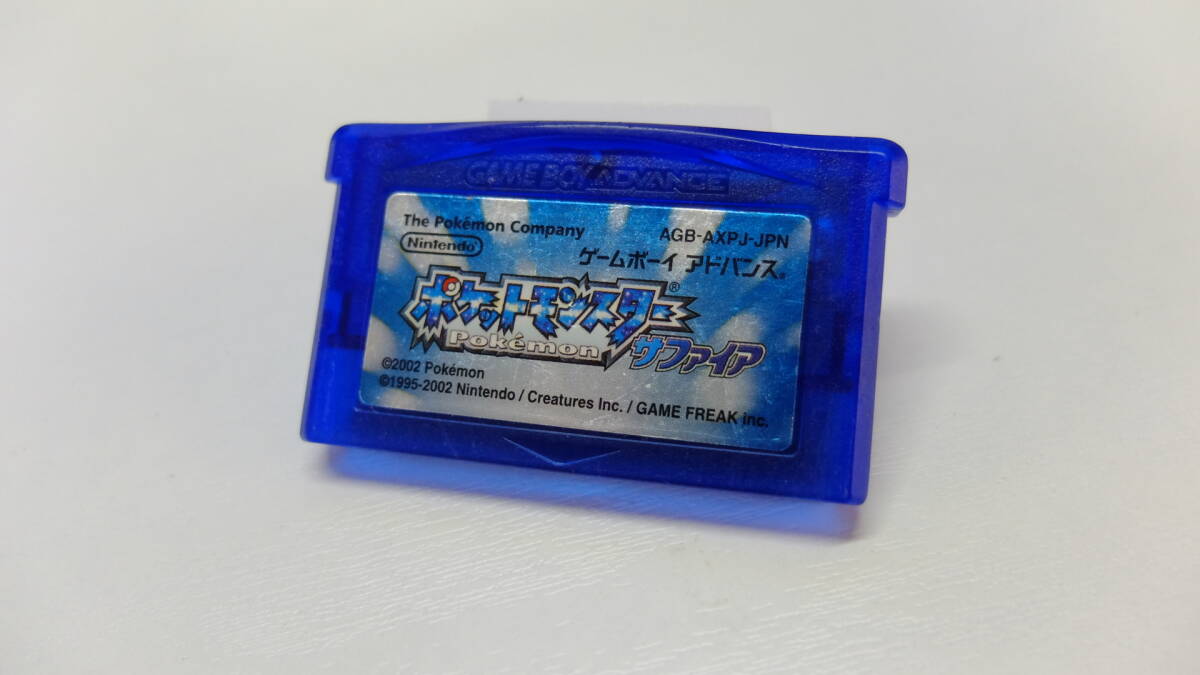 GAME BOY ADVANCE
The Pokémon Company
AGB-AXPJ-JPN
Nintendo®
ゲームボーイ アドバンス®
ポケットモンスター®
Pokémon
サファイア
©2002 Pokémon
©1995-2002 Nintendo / Creatures Inc. / GAME FREAK inc.